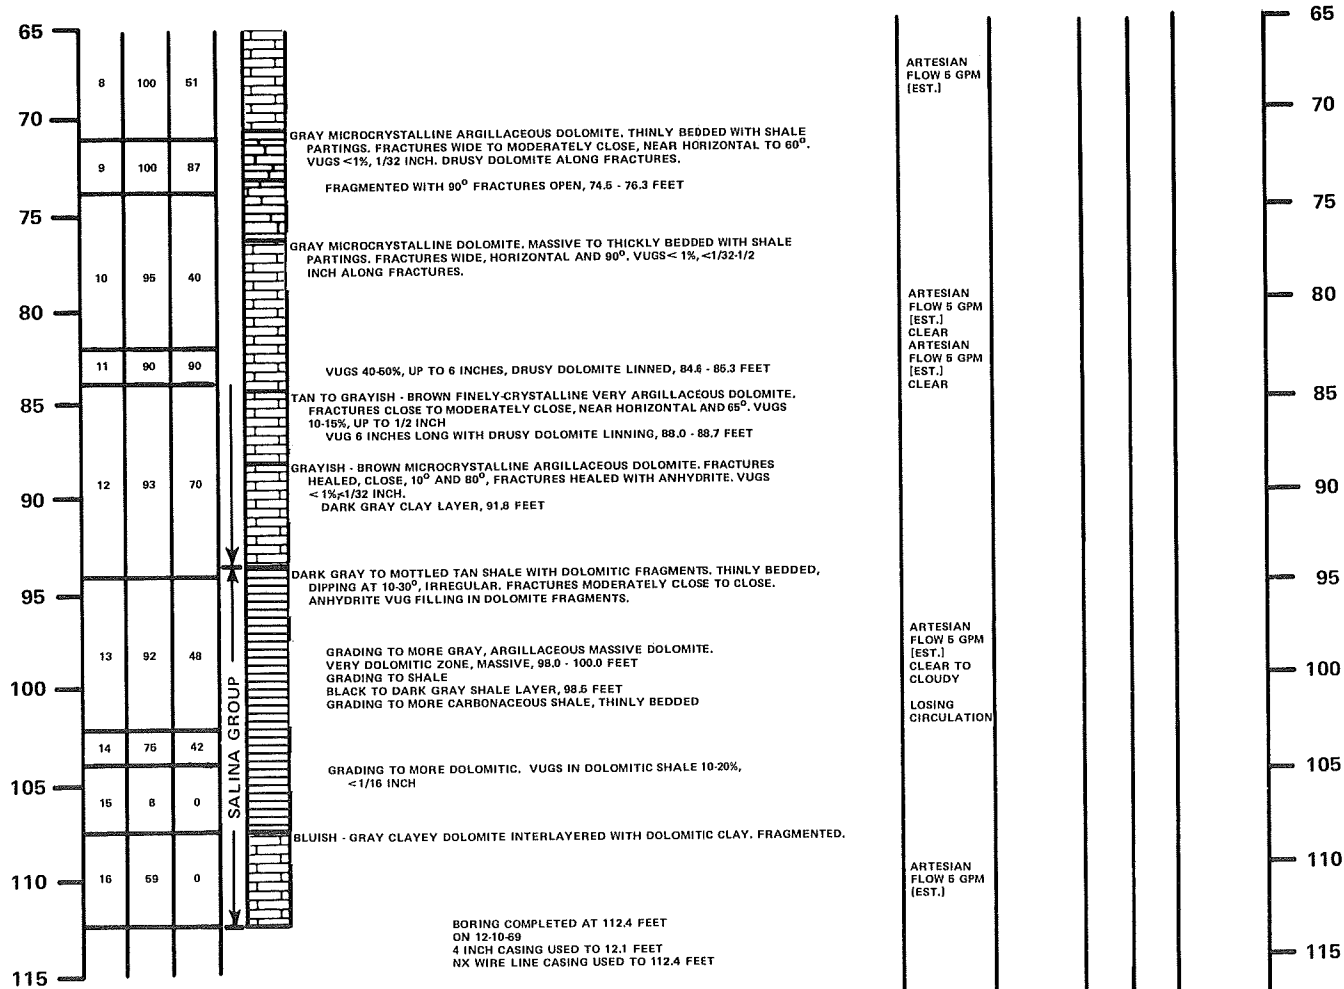 65
70
75
80
85
90
95
100
105
110
115
8 100 51
9 100 87
10 95 40
11 90 90
12 93 70
13 92 48
14 76 42
15 8 0
16 59 0
SALINA GROUP
GRAY MICROCRYSTALLINE ARGILLACEOUS DOLOMITE. THINLY BEDDED WITH SHALE
PARTINGS. FRACTURES WIDE TO MODERATELY CLOSE, NEAR HORIZONTAL TO 60°.
VUGS <1%, 1/32 INCH. DRUSY DOLOMITE ALONG FRACTURES.
FRAGMENTED WITH 90° FRACTURES OPEN, 74.5 - 76.3 FEET
GRAY MICROCRYSTALLINE DOLOMITE. MASSIVE TO THICKLY BEDDED WITH SHALE
PARTINGS. FRACTURES WIDE, HORIZONTAL AND 90°. VUGS< 1%, <1/32-1/2
INCH ALONG FRACTURES.
VUGS 40-50%, UP TO 6 INCHES, DRUSY DOLOMITE LINNED, 84.6 - 85.3 FEET
TAN TO GRAYISH - BROWN FINELY-CRYSTALLINE VERY ARGILLACEOUS DOLOMITE.
FRACTURES CLOSE TO MODERATELY CLOSE, NEAR HORIZONTAL AND 65°. VUGS
10-15%, UP TO 1/2 INCH
VUG 6 INCHES LONG WITH DRUSY DOLOMITE LINNING, 88.0 - 88.7 FEET
GRAYISH - BROWN MICROCRYSTALLINE ARGILLACEOUS DOLOMITE. FRACTURES
HEALED, CLOSE, 10° AND 80°, FRACTURES HEALED WITH ANHYDRITE. VUGS
< 1%,<1/32 INCH.
DARK GRAY CLAY LAYER, 91.8 FEET
DARK GRAY TO MOTTLED TAN SHALE WITH DOLOMITIC FRAGMENTS. THINLY BEDDED,
DIPPING AT 10-30°, IRREGULAR. FRACTURES MODERATELY CLOSE TO CLOSE.
ANHYDRITE VUG FILLING IN DOLOMITE FRAGMENTS.
GRADING TO MORE GRAY, ARGILLACEOUS MASSIVE DOLOMITE.
VERY DOLOMITIC ZONE, MASSIVE, 98.0 - 100.0 FEET
GRADING TO SHALE
BLACK TO DARK GRAY SHALE LAYER, 98.5 FEET
GRADING TO MORE CARBONACEOUS SHALE, THINLY BEDDED
GRADING TO MORE DOLOMITIC. VUGS IN DOLOMITIC SHALE 10-20%,
<1/16 INCH
BLUISH - GRAY CLAYEY DOLOMITE INTERLAYERED WITH DOLOMITIC CLAY. FRAGMENTED.
BORING COMPLETED AT 112.4 FEET
ON 12-10-69
4 INCH CASING USED TO 12.1 FEET
NX WIRE LINE CASING USED TO 112.4 FEET
ARTESIAN
FLOW 5 GPM
[EST.]
ARTESIAN
FLOW 5 GPM
[EST.]
CLEAR
ARTESIAN
FLOW 5 GPM
[EST.]
CLEAR
ARTESIAN
FLOW 5 GPM
[EST.]
CLEAR TO
CLOUDY
LOSING
CIRCULATION
ARTESIAN
FLOW 5 GPM
[EST.]
65
70
75
80
85
90
95
100
105
110
115